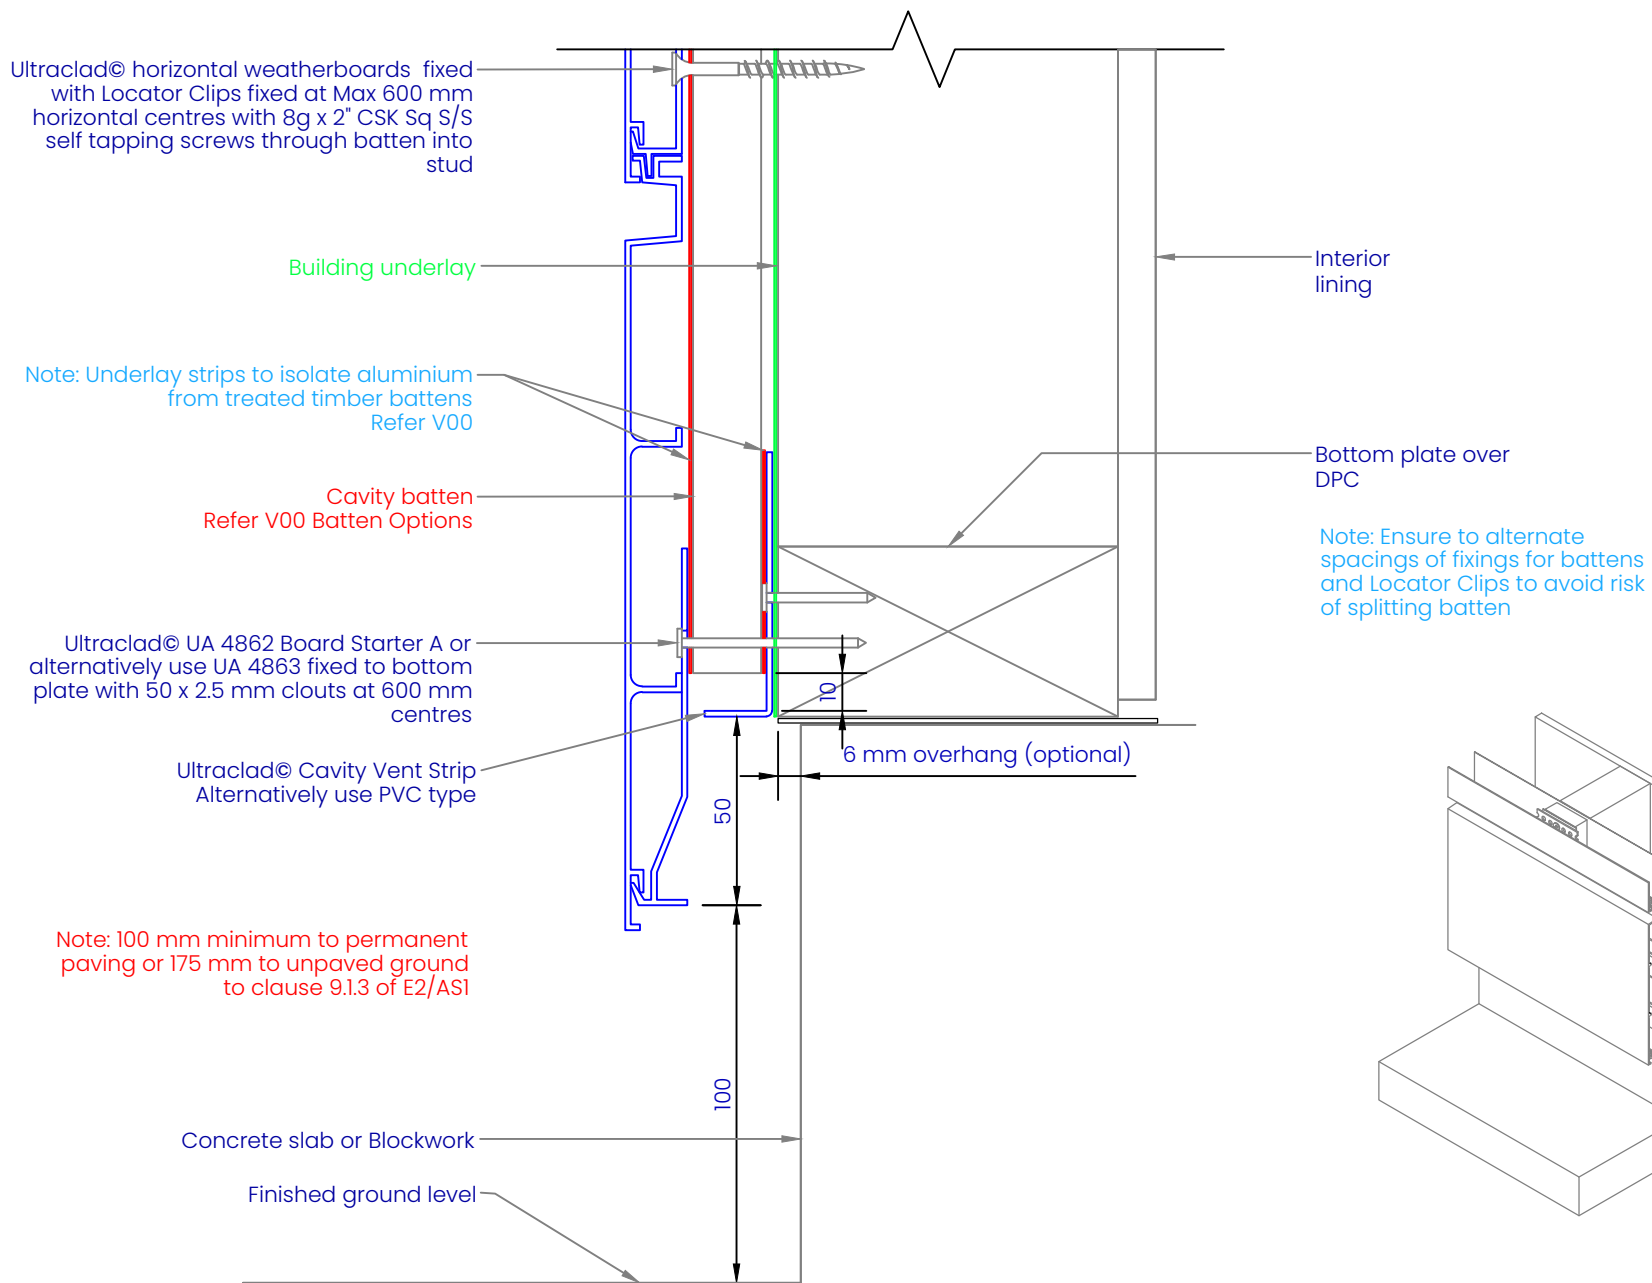 Ultraclad© horizontal weatherboards fixed
with Locator Clips fixed at Max 600 mm
horizontal centres with 8g x 2" CSK Sq S/S
self tapping screws through batten into
stud
Building underlay
Interior
lining
Note: Underlay strips to isolate aluminium
from treated timber battens
Refer V00
Bottom plate over
DPC
Cavity batten
Refer V00 Batten Options
Note: Ensure to alternate
spacings of fixings for battens
and Locator Clips to avoid risk
of splitting batten
Ultraclad© UA 4862 Board Starter A or
alternatively use UA 4863 fixed to bottom
plate with 50 x 2.5 mm clouts at 600 mm
centres
10
6 mm overhang (optional)
Ultraclad© Cavity Vent Strip
Alternatively use PVC type
50
Note: 100 mm minimum to permanent
paving or 175 mm to unpaved ground
to clause 9.1.3 of E2/AS1
100
Concrete slab or Blockwork
Finished ground level